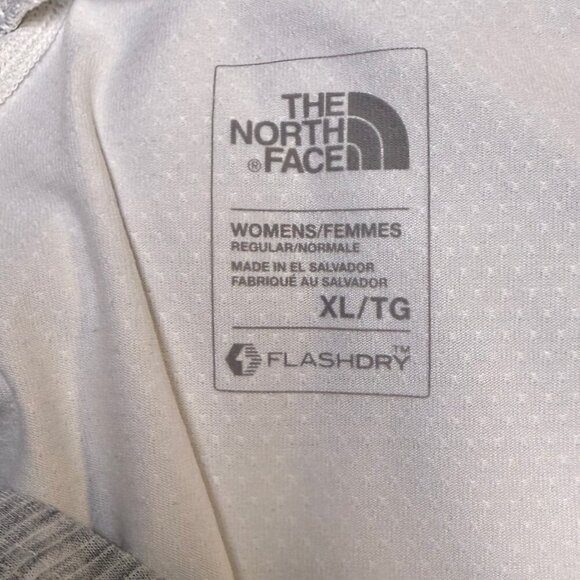 THE
NORTH
® FACE
WOMENS/FEMMES
REGULAR/NORMALE
MADE IN EL SALVADOR
FABRIQUÉ AU SALVADOR
XL/TG
FLASHDRY™